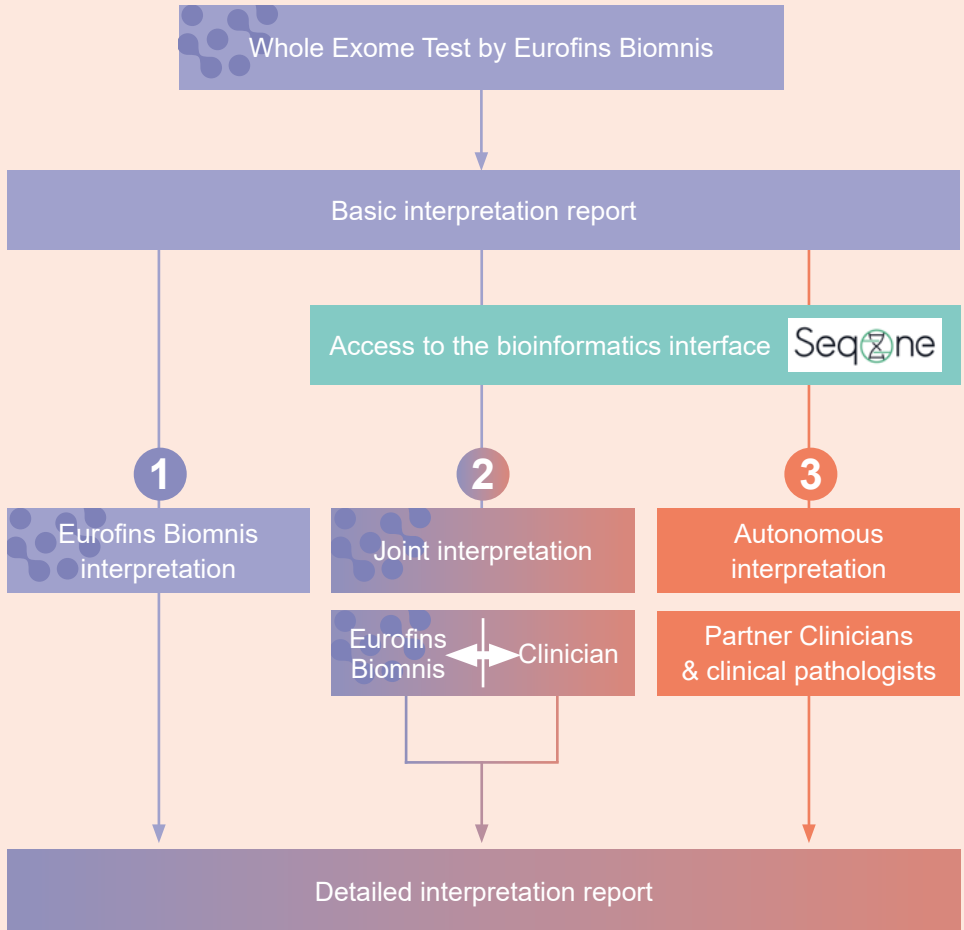 Whole Exome Test by Eurofins Biomnis
Basic interpretation report
Access to the bioinformatics interface
SeqOne
1
2
3
Eurofins Biomnis
interpretation
Joint interpretation
Autonomous
interpretation
Eurofins
Biomnis
Clinician
Partner Clinicians
& clinical pathologists
Detailed interpretation report